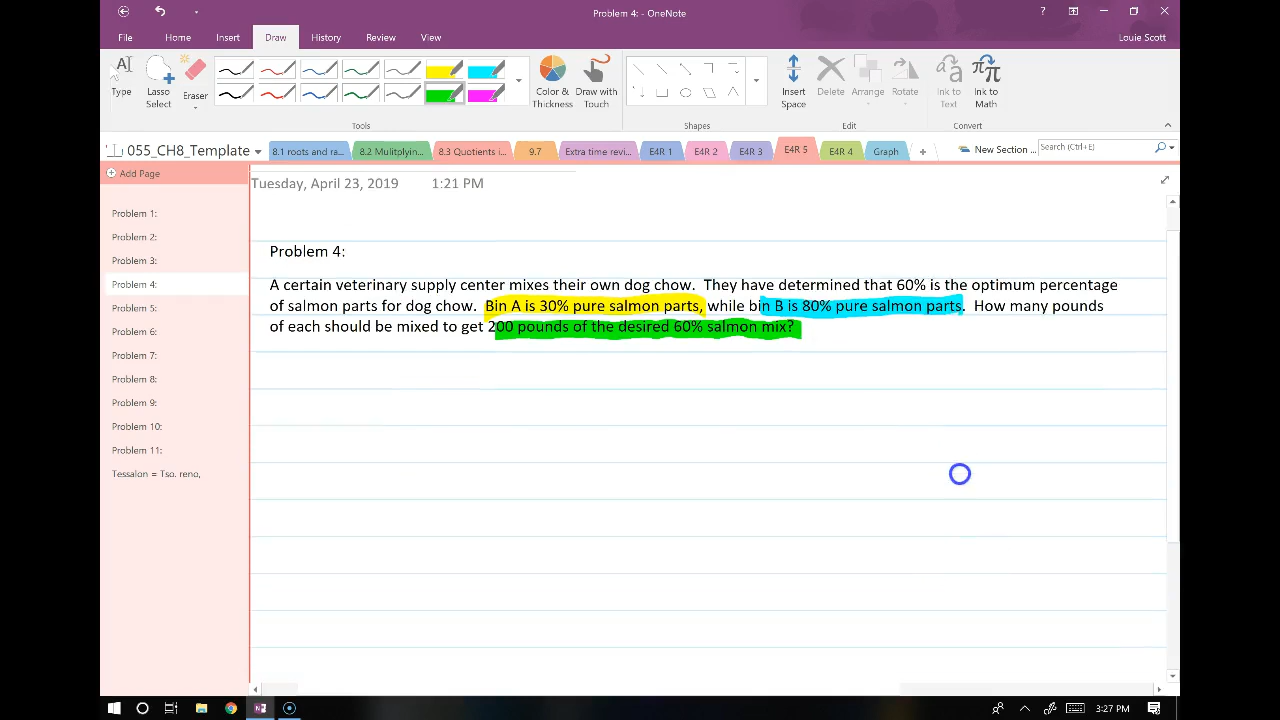 Problem 4: - OneNote
?
File
Home
Insert
Draw
History
Review
View
Louie Scott
Type
Lasso Select
Eraser
Color & Thickness
Draw with Touch
Insert Space
Delete
Arrange
Rotate
Ink to Text
Ink to Math
Tools
Shapes
Edit
Convert
055_CH8_Template
8.1 roots and ra...
8.2 Mulitplying...
8.3 Quotients i...
9.7
Extra time revi...
E4R 1
E4R 2
E4R 3
E4R 5
E4R 4
Graph
New Section ...
Search (Ctrl+E)
Add Page
Tuesday, April 23, 2019 1:21 PM
Problem 1:
Problem 2:
Problem 3:
Problem 4:
Problem 5:
Problem 6:
Problem 7:
Problem 8:
Problem 9:
Problem 10:
Problem 11:
Tessalon = Tso. reno,
Problem 4:
A certain veterinary supply center mixes their own dog chow. They have determined that 60% is the optimum percentage
of salmon parts for dog chow. Bin A is 30% pure salmon parts, while bin B is 80% pure salmon parts. How many pounds
of each should be mixed to get 200 pounds of the desired 60% salmon mix?
3:27 PM